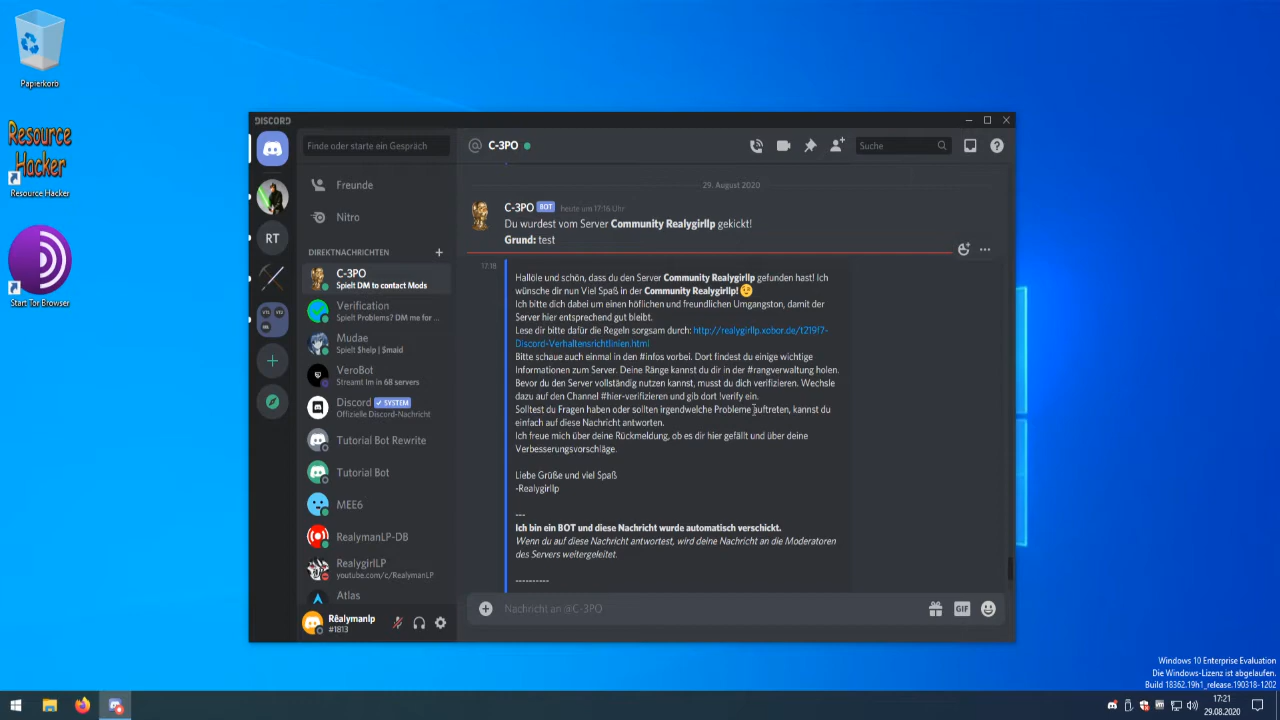 Papierkorb
Resource Hacker
Resource Hacker
Start Tor Browser
DISCORD
Finde oder starte ein Gespräch
Freunde
Nitro
DIREKTNACHRICHTEN
RT
C-3PO
Spielt DM to contact Mods
Verification
Spielt Problems? DM me for ...
Mudae
Spielt $help | $maid
VeroBot
Streamt Im in 68 servers
Discord ✓ SYSTEM
Offizielle Discord-Nachricht
Tutorial Bot Rewrite
Tutorial Bot
MEE6
RealymanLP-DB
RealygirlLP
youtube.com/c/RealymanLP
Atlas
Rêalymanlp
#1813
@ C-3PO
Suche
29. August 2020
C-3PO BOT heute um 17:16 Uhr
Du wurdest vom Server Community Realygirllp gekickt!
Grund: test
17:18
Hallöle und schön, dass du den Server Community Realygirllp gefunden hast! Ich
wünsche dir nun Viel Spaß in der Community Realygirllp!
Ich bitte dich dabei um einen höflichen und freundlichen Umgangston, damit der
Server hier entsprechend gut bleibt.
Lese dir bitte dafür die Regeln sorgsam durch: http://realygirllp.xobor.de/t219f7-
Discord-Verhaltensrichtlinien.html
Bitte schaue auch einmal in den #infos vorbei. Dort findest du einige wichtige
Informationen zum Server. Deine Ränge kannst du dir in der #rangverwaltung holen.
Bevor du den Server vollständig nutzen kannst, musst du dich verifizieren. Wechsle
dazu auf den Channel #hier-verifizieren und gib dort !verify ein.
Solltest du Fragen haben oder sollten irgendwelche Probleme auftreten, kannst du
einfach auf diese Nachricht antworten.
Ich freue mich über deine Rückmeldung, ob es dir hier gefällt und über deine
Verbesserungsvorschläge.
Liebe Grüße und viel Spaß
-Realygirllp
---
Ich bin ein BOT und diese Nachricht wurde automatisch verschickt.
Wenn du auf diese Nachricht antwortest, wird deine Nachricht an die Moderatoren
des Servers weitergeleitet.
----------
Nachricht an @C-3PO
GIF
Windows 10 Enterprise Evaluation
Die Windows-Lizenz ist abgelaufen.
Build 18362.19h1_release.190318-1202
17:21
29.08.2020